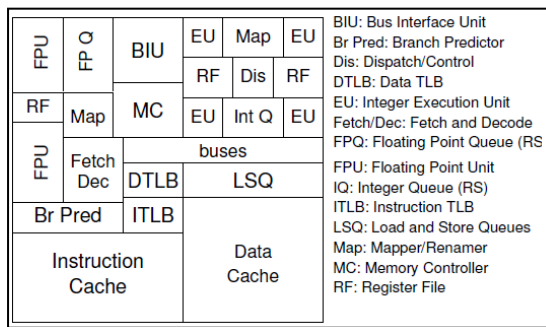 FPU
FP Q
BIU
EU
Map
EU
RF
Dis
RF
RF
Map
MC
EU
Int Q
EU
FPU
Fetch
Dec
buses
DTLB
LSQ
Br Pred
ITLB
Instruction
Cache
Data
Cache
BIU: Bus Interface Unit
Br Pred: Branch Predictor
Dis: Dispatch/Control
DTLB: Data TLB
EU: Integer Execution Unit
Fetch/Dec: Fetch and Decode
FPQ: Floating Point Queue (RS
FPU: Floating Point Unit
IQ: Integer Queue (RS)
ITLB: Instruction TLB
LSQ: Load and Store Queues
Map: Mapper/Renamer
MC: Memory Controller
RF: Register File